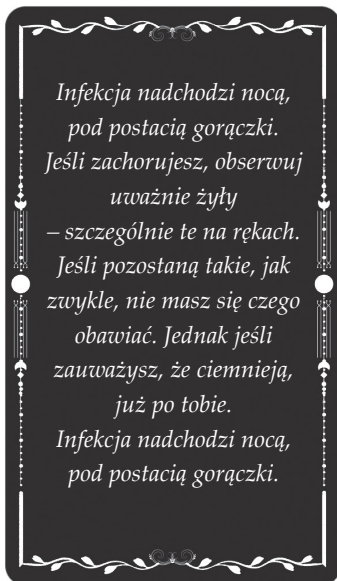 Infekcja nadchodzi nocą,
pod postacią gorączki.
Jeśli zachorujesz, obserwuj
uważnie żyły
– szczególnie te na rękach.
Jeśli pozostaną takie, jak
zwykle, nie masz się czego
obawiać. Jednak jeśli
zauważysz, że ciemnieją,
już po tobie.
Infekcja nadchodzi nocą,
pod postacią gorączki.